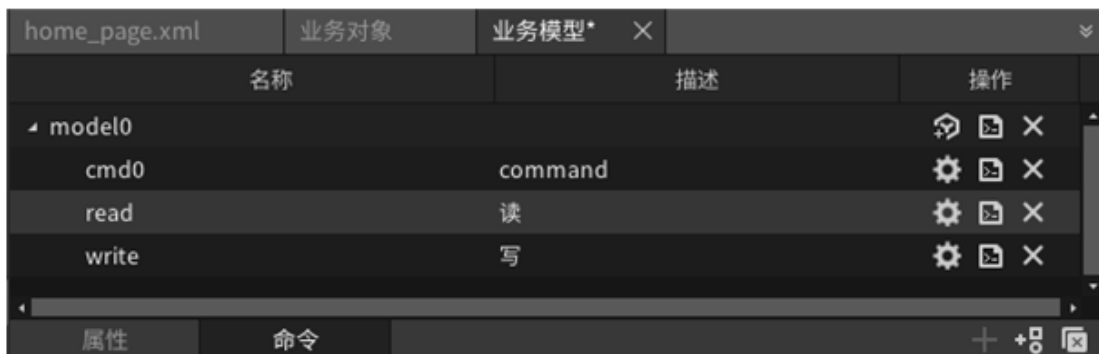 home_page.xml 业务对象 业务模型*
名称 描述 操作
model0
cmd0 command
read 读
write 写
属性 命令